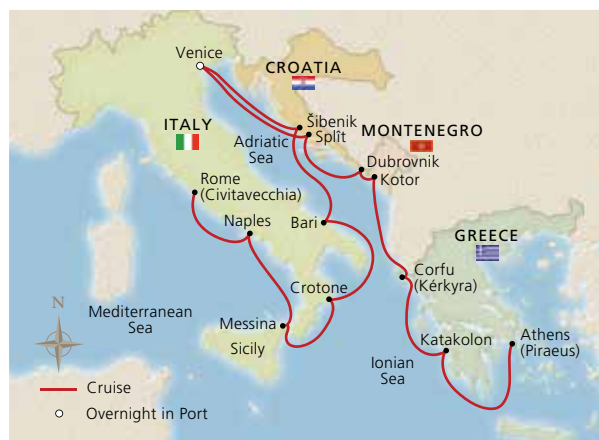 Venice
CROATIA
ITALY
Šibenik
Splît
Adriatic
Sea
MONTENEGRO
Dubrovnik
Kotor
Rome
(Civitavecchia)
Naples
Bari
GREECE
Corfu
(Kérkyra)
Crotone
N
Mediterranean
Sea
Messina
Sicily
Katakolon
Athens
(Piraeus)
Ionian
Sea
Cruise
Overnight in Port